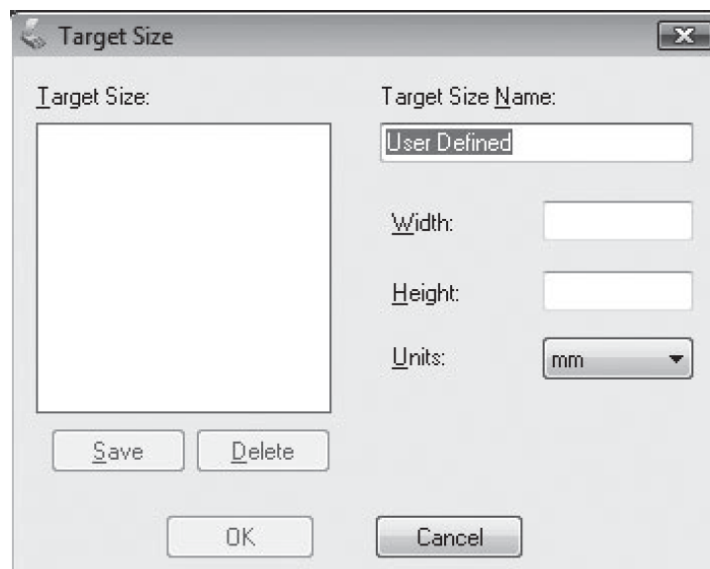 Target Size
Target Size:
Target Size Name:
User Defined
Width:
Height:
Units:
mm
Save
Delete
OK
Cancel